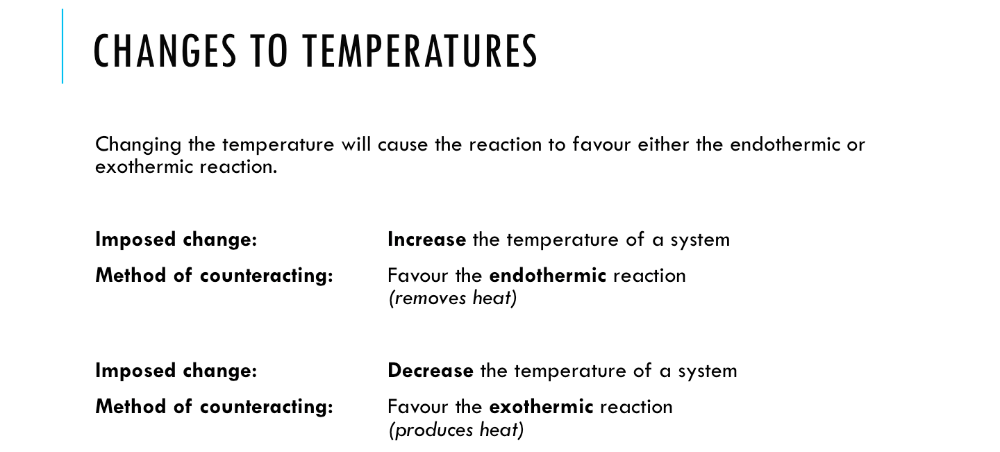 CHANGES TO TEMPERATURES
Changing the temperature will cause the reaction to favour either the endothermic or
exothermic reaction.
Imposed change: Increase the temperature of a system
Method of counteracting: Favour the endothermic reaction
(removes heat)
Imposed change: Decrease the temperature of a system
Method of counteracting: Favour the exothermic reaction
(produces heat)